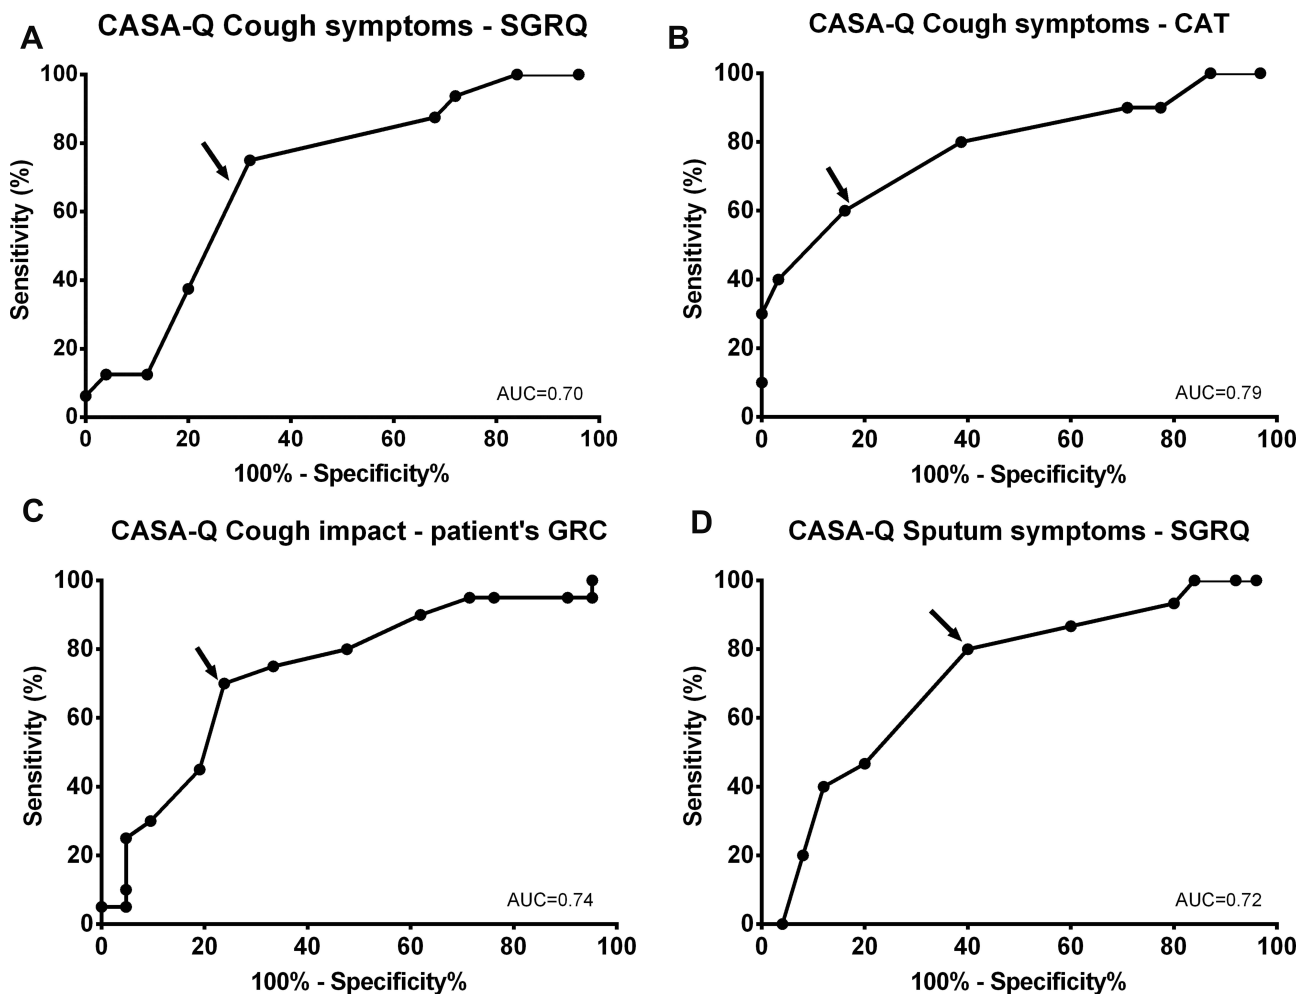 A
CASA-Q Cough symptoms - SGRQ
100
80
60
40
20
0
Sensitivity (%)
AUC=0.70
0 20 40 60 80 100
100% - Specificity%
B
CASA-Q Cough symptoms - CAT
100
80
60
40
20
0
Sensitivity (%)
AUC=0.79
0 20 40 60 80 100
100% - Specificity%
C
CASA-Q Cough impact - patient's GRC
100
80
60
40
20
0
Sensitivity (%)
AUC=0.74
0 20 40 60 80 100
100% - Specificity%
D
CASA-Q Sputum symptoms - SGRQ
100
80
60
40
20
0
Sensitivity (%)
AUC=0.72
0 20 40 60 80 100
100% - Specificity%